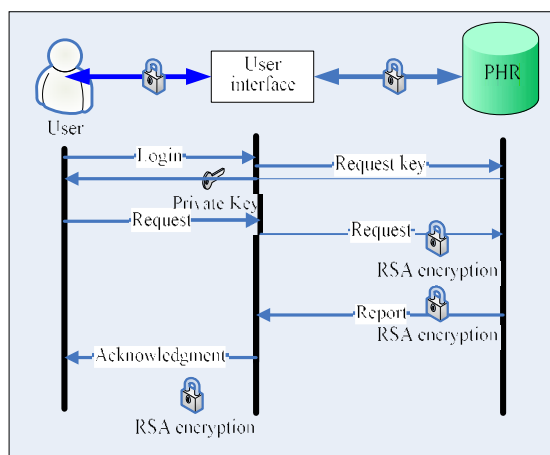 User
interface
PHR
User
Login
Request key
Private Key
Request
Request
RSA encryption
Report
RSA encryption
Acknowledgment
RSA encryption